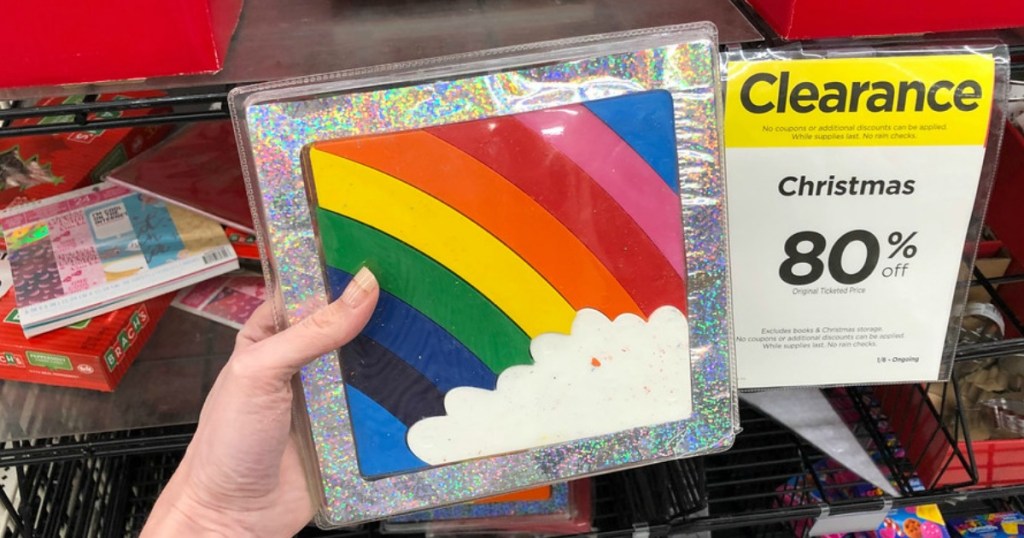 Clearance
No coupons or additional discounts can be applied.
While supplies last. No rain checks.
Christmas
80% off
Original Ticketed Price
Excludes books & Christmas storage.
No coupons or additional discounts can be applied.
While supplies last. No rain checks.
1/8 - Ongoing
BRACH'S